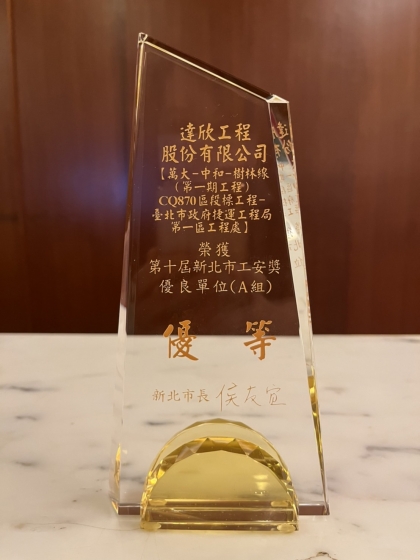 達欣工程
股份有限公司
【萬大-中和-樹林線
(第一期工程)
CQ870區段標工程-
臺北市政府捷運工程局
第一區工程處】
榮獲
第十屆新北市工安獎
優良單位(A組)
優等
新北市長 侯友宜